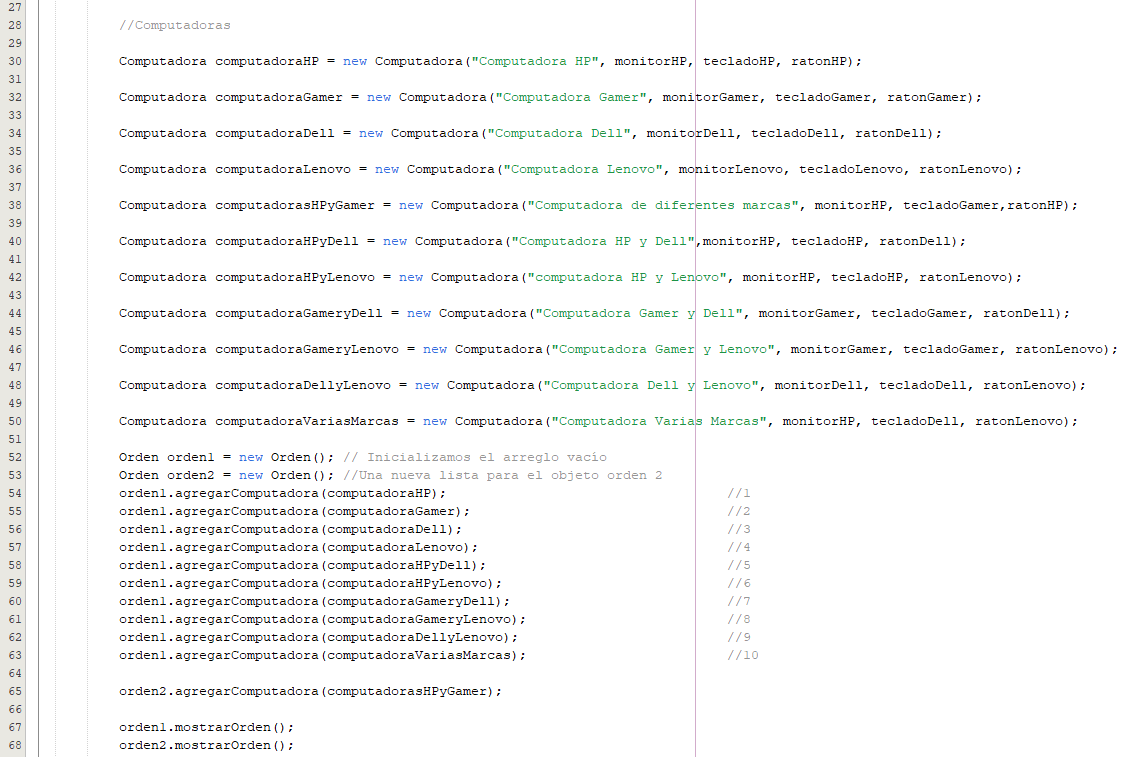 27
28 //Computadoras
29
30 Computadora computadoraHP = new Computadora("Computadora HP", monitorHP, tecladoHP, ratonHP);
31
32 Computadora computadoraGamer = new Computadora("Computadora Gamer", monitorGamer, tecladoGamer, ratonGamer);
33
34 Computadora computadoraDell = new Computadora("Computadora Dell", monitorDell, tecladoDell, ratonDell);
35
36 Computadora computadoraLenovo = new Computadora("Computadora Lenovo", monitorLenovo, tecladoLenovo, ratonLenovo);
37
38 Computadora computadorasHPyGamer = new Computadora("Computadora de diferentes marcas", monitorHP, tecladoGamer,ratonHP);
39
40 Computadora computadoraHPyDell = new Computadora("Computadora HP y Dell",monitorHP, tecladoHP, ratonDell);
41
42 Computadora computadoraHPyLenovo = new Computadora("computadora HP y Lenovo", monitorHP, tecladoHP, ratonLenovo);
43
44 Computadora computadoraGameryDell = new Computadora("Computadora Gamer y Dell", monitorGamer, tecladoGamer, ratonDell);
45
46 Computadora computadoraGameryLenovo = new Computadora("Computadora Gamer y Lenovo", monitorGamer, tecladoGamer, ratonLenovo);
47
48 Computadora computadoraDellyLenovo = new Computadora("Computadora Dell y Lenovo", monitorDell, tecladoDell, ratonLenovo);
49
50 Computadora computadoraVariasMarcas = new Computadora("Computadora Varias Marcas", monitorHP, tecladoDell, ratonLenovo);
51
52 Orden orden1 = new Orden(); // Inicializamos el arreglo vacío
53 Orden orden2 = new Orden(); //Una nueva lista para el objeto orden 2
54 orden1.agregarComputadora(computadoraHP); //1
55 orden1.agregarComputadora(computadoraGamer); //2
56 orden1.agregarComputadora(computadoraDell); //3
57 orden1.agregarComputadora(computadoraLenovo); //4
58 orden1.agregarComputadora(computadoraHPyDell); //5
59 orden1.agregarComputadora(computadoraHPyLenovo); //6
60 orden1.agregarComputadora(computadoraGameryDell); //7
61 orden1.agregarComputadora(computadoraGameryLenovo); //8
62 orden1.agregarComputadora(computadoraDellyLenovo); //9
63 orden1.agregarComputadora(computadoraVariasMarcas); //10
64
65 orden2.agregarComputadora(computadorasHPyGamer);
66
67 orden1.mostrarOrden();
68 orden2.mostrarOrden();